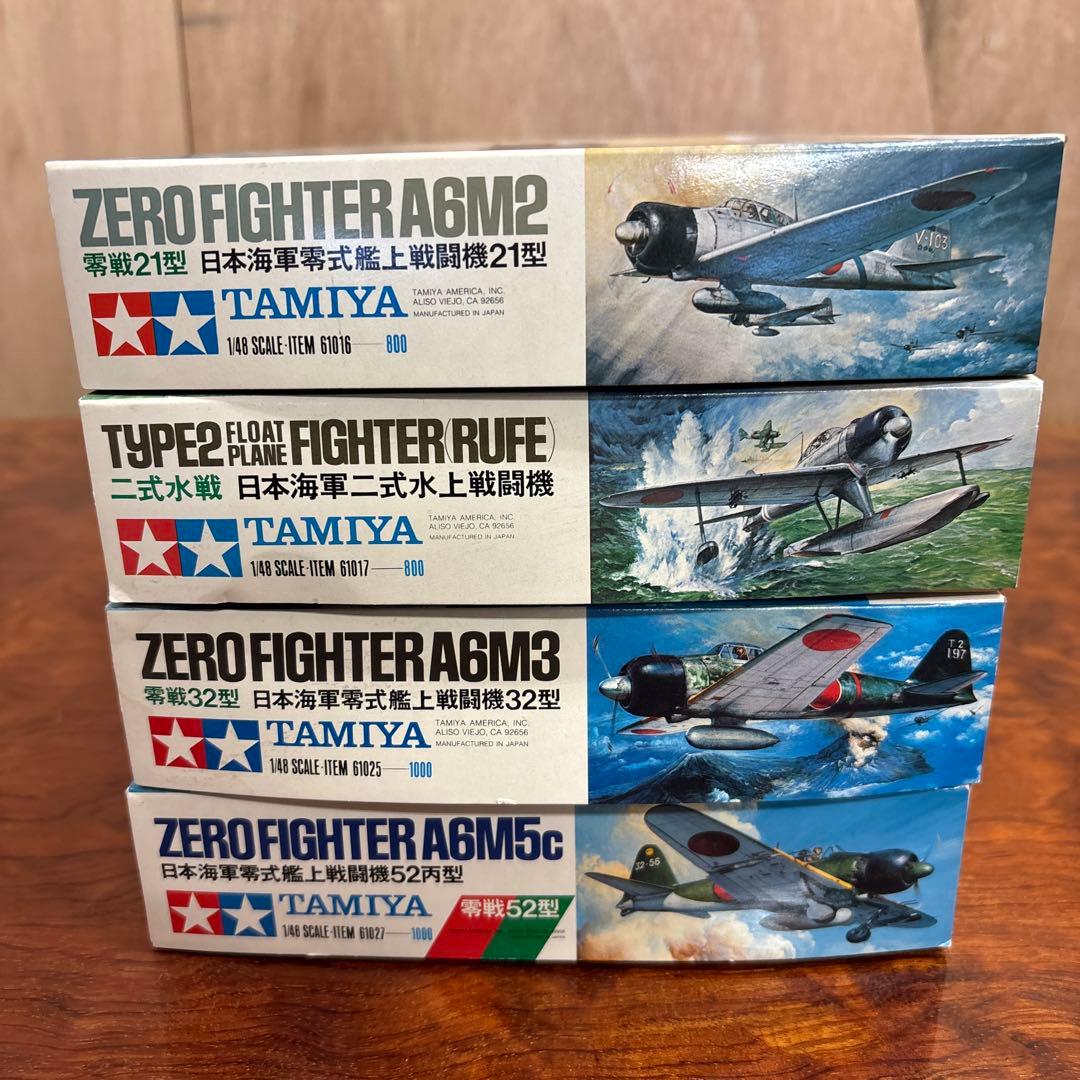 ZERO FIGHTER A6M2
零戦21型 日本海軍零式艦上戦闘機21型
TAMIYA
TAMIYA AMERICA, INC.
ALISO VIEJO, CA 92656
MANUFACTURED IN JAPAN
1/48 SCALE・ITEM 61016 800
V-103
TYPE2 FLOAT PLANE FIGHTER (RUFE)
二式水戦 日本海軍二式水上戦闘機
TAMIYA
TAMIYA AMERICA, INC.
ALISO VIEJO, CA 92656
MANUFACTURED IN JAPAN
1/48 SCALE・ITEM 61017 800
ZERO FIGHTER A6M3
零戦32型 日本海軍零式艦上戦闘機32型
TAMIYA
TAMIYA AMERICA, INC.
ALISO VIEJO, CA 92656
MANUFACTURED IN JAPAN
1/48 SCALE・ITEM 61025 1000
T2
197
ZERO FIGHTER A6M5c
日本海軍零式艦上戦闘機52丙型
TAMIYA
零戦52型
1/48 SCALE・ITEM 61027 1000
32-56